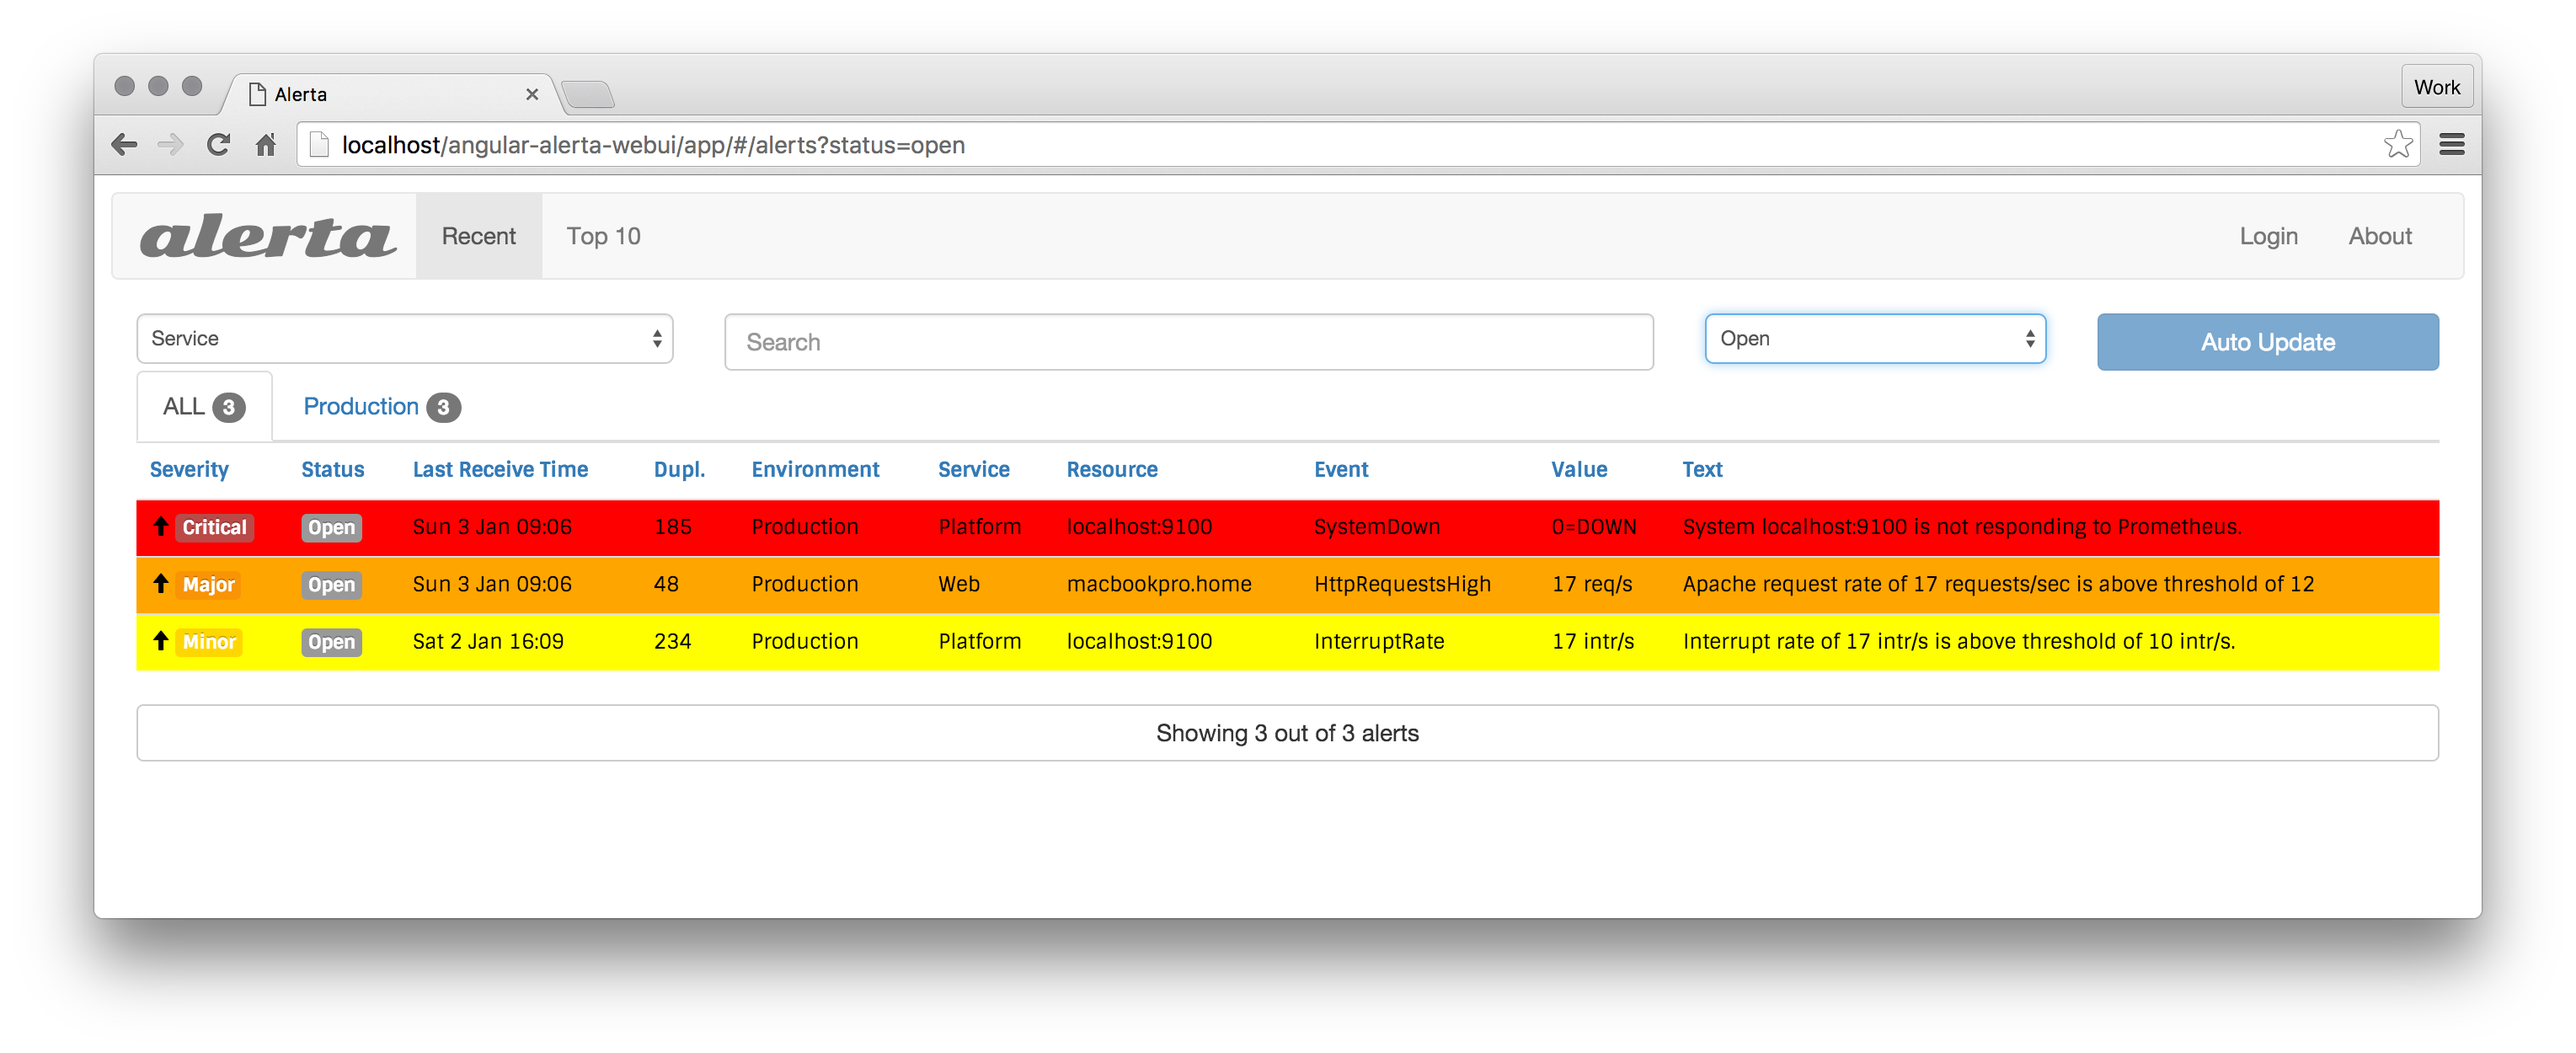 Alerta
Work
localhost/angular-alerta-webui/app/#/alerts?status=open
alerta Recent Top 10 Login About
Service Search Open Auto Update
ALL 3 Production 3
Severity Status Last Receive Time Dupl. Environment Service Resource Event Value Text
Critical Open Sun 3 Jan 09:06 185 Production Platform localhost:9100 SystemDown 0=DOWN System localhost:9100 is not responding to Prometheus.
Major Open Sun 3 Jan 09:06 48 Production Web macbookpro.home HttpRequestsHigh 17 req/s Apache request rate of 17 requests/sec is above threshold of 12
Minor Open Sat 2 Jan 16:09 234 Production Platform localhost:9100 InterruptRate 17 intr/s Interrupt rate of 17 intr/s is above threshold of 10 intr/s.
Showing 3 out of 3 alerts